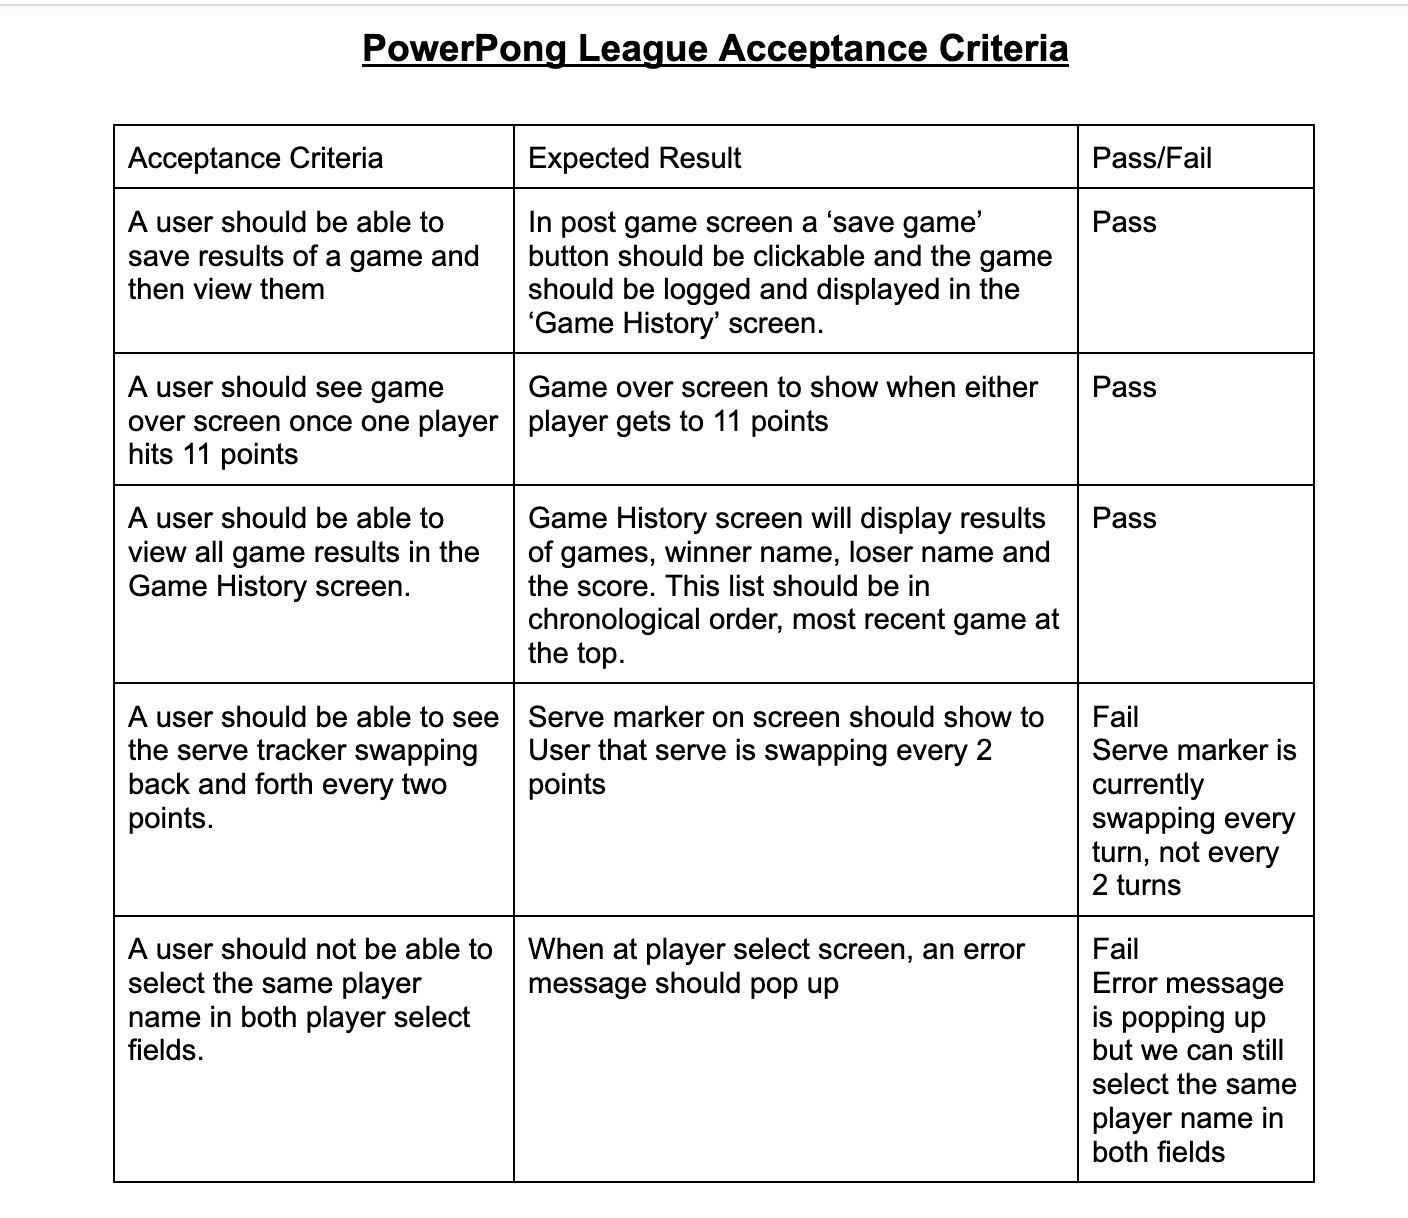 PowerPong League Acceptance Criteria
Acceptance Criteria
Expected Result
Pass/Fail
A user should be able to
save results of a game and
then view them
In post game screen a ‘save game’
button should be clickable and the game
should be logged and displayed in the
‘Game History’ screen.
Pass
A user should see game
over screen once one player
hits 11 points
Game over screen to show when either
player gets to 11 points
Pass
A user should be able to
view all game results in the
Game History screen.
Game History screen will display results
of games, winner name, loser name and
the score. This list should be in
chronological order, most recent game at
the top.
Pass
A user should be able to see
the serve tracker swapping
back and forth every two
points.
Serve marker on screen should show to
User that serve is swapping every 2
points
Fail
Serve marker is
currently
swapping every
turn, not every
2 turns
A user should not be able to
select the same player
name in both player select
fields.
When at player select screen, an error
message should pop up
Fail
Error message
is popping up
but we can still
select the same
player name in
both fields